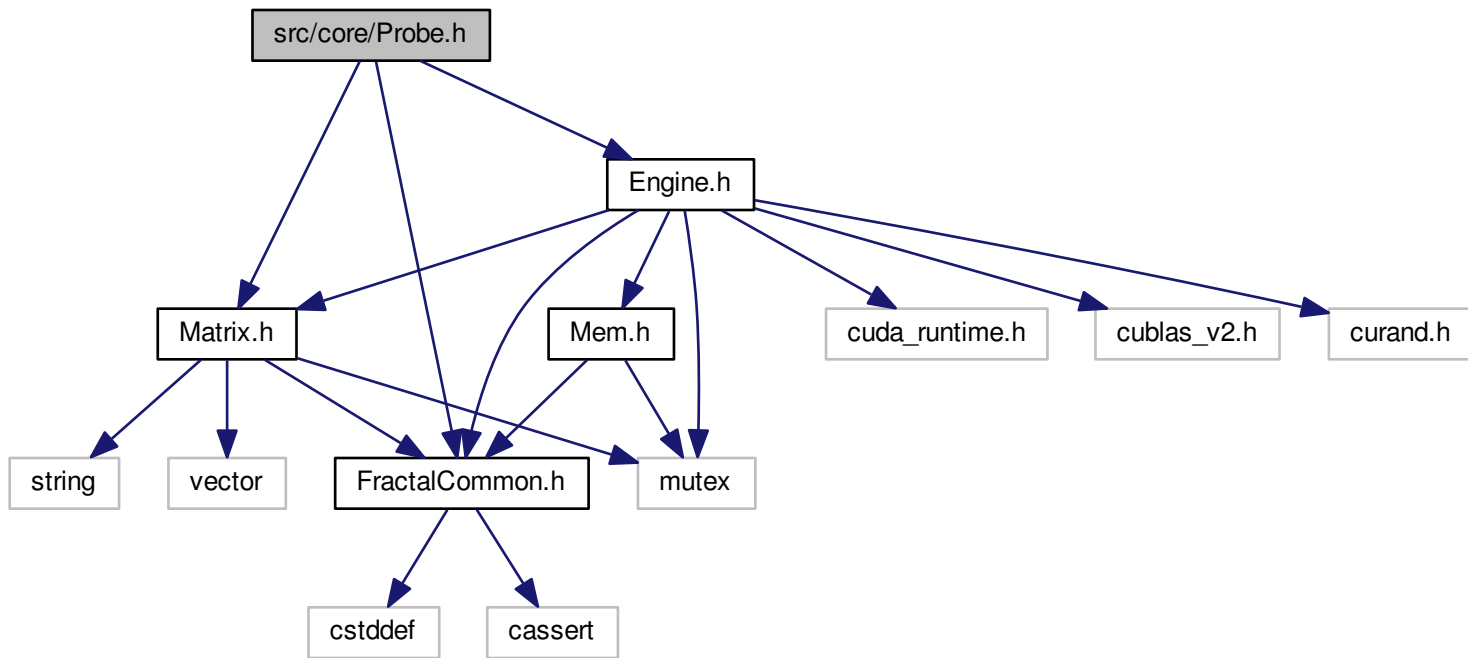 src/core/Probe.h
Engine.h
Matrix.h
Mem.h
cuda_runtime.h
cublas_v2.h
curand.h
string
vector
FractalCommon.h
mutex
cstddef
cassert